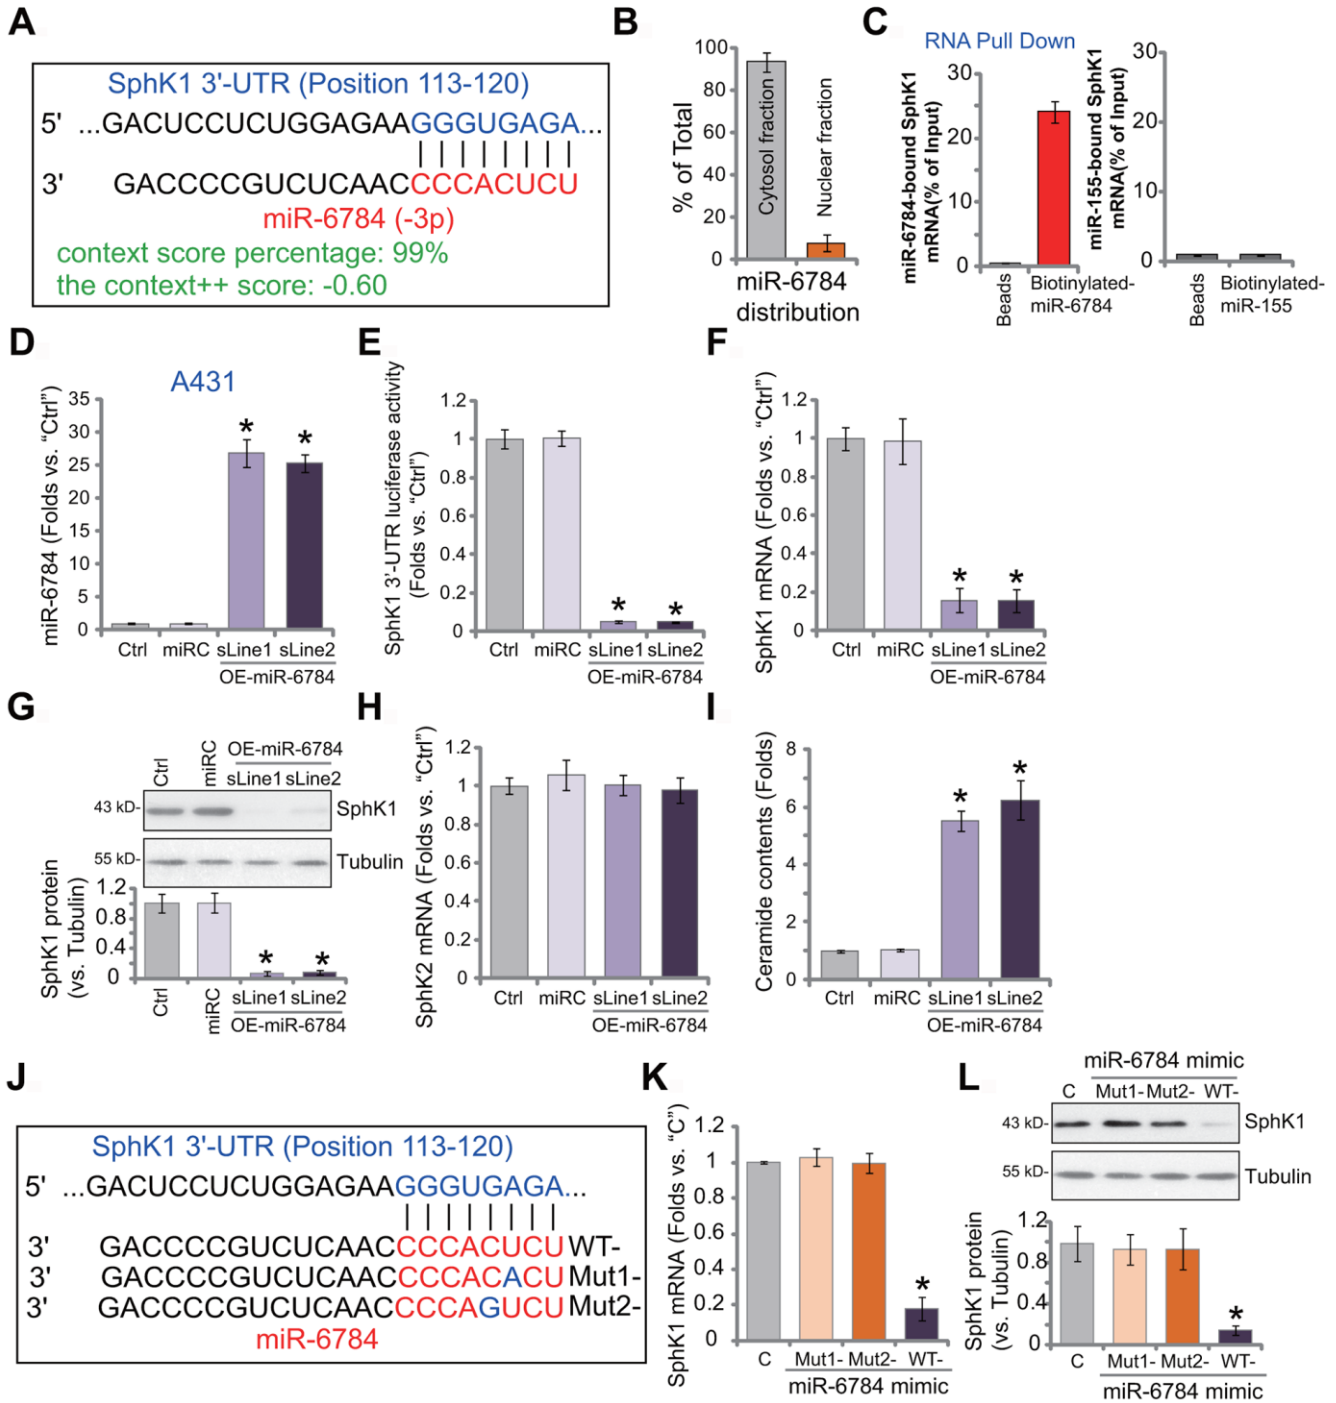 A
SphK1 3'-UTR (Position 113-120)
5' ...GACUCCUCUGGAGAAGGGUGAGA...
3' GACCCCGUCUCAACCCCACUCU
miR-6784 (-3p)
context score percentage: 99%
the context++ score: -0.60
B
% of Total
100
80
60
40
20
0
Cytosol fraction
Nuclear fraction
miR-6784
distribution
C
RNA Pull Down
miR-6784-bound SphK1
mRNA(% of Input)
30
20
10
0
Beads
Biotinylated-
miR-6784
miR-155-bound SphK1
mRNA(% of Input)
30
20
10
0
Beads
Biotinylated-
miR-155
D
A431
miR-6784 (Folds vs. “Ctrl”)
35
30
25
20
15
10
5
0
* *
Ctrl miRC sLine1 sLine2
OE-miR-6784
E
SphK1 3'-UTR luciferase activity
(Folds vs. “Ctrl”)
1.2
1
0.8
0.6
0.4
0.2
0
* *
Ctrl miRC sLine1 sLine2
OE-miR-6784
F
SphK1 mRNA (Folds vs. “Ctrl”)
1.2
1
0.8
0.6
0.4
0.2
0
* *
Ctrl miRC sLine1 sLine2
OE-miR-6784
G
Ctrl
miRC
OE-miR-6784
sLine1 sLine2
43 kD- SphK1
55 kD- Tubulin
SphK1 protein
(vs. Tubulin)
1.2
0.8
0.4
0
* *
Ctrl
miRC
sLine1 sLine2
OE-miR-6784
H
SphK2 mRNA (Folds vs. “Ctrl”)
1.2
1
0.8
0.6
0.4
0.2
0
Ctrl miRC sLine1 sLine2
OE-miR-6784
I
Ceramide contents (Folds)
8
6
4
2
0
* *
Ctrl miRC sLine1 sLine2
OE-miR-6784
J
SphK1 3'-UTR (Position 113-120)
5' ...GACUCCUCUGGAGAAGGGUGAGA...
3' GACCCCGUCUCAACCCCACUCU WT-
3' GACCCCGUCUCAACCCCACACU Mut1-
3' GACCCCGUCUCAACCCCAGUCU Mut2-
miR-6784
K
SphK1 mRNA (Folds vs. “C”)
1.2
1
0.8
0.6
0.4
0.2
0
*
C Mut1- Mut2- WT-
miR-6784 mimic
L
miR-6784 mimic
C Mut1- Mut2- WT-
43 kD- SphK1
55 kD- Tubulin
SphK1 protein
(vs. Tubulin)
1.2
0.8
0.4
0
*
C Mut1- Mut2- WT-
miR-6784 mimic